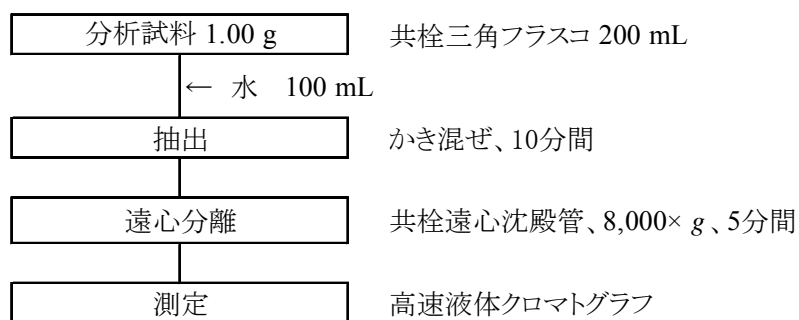 分析試料 1.00 g 共栓三角フラスコ 200 mL
← 水 100 mL
抽出 かき混ぜ、10分間
遠心分離 共栓遠心沈殿管、8,000× g 、5分間
測定 高速液体クロマトグラフ